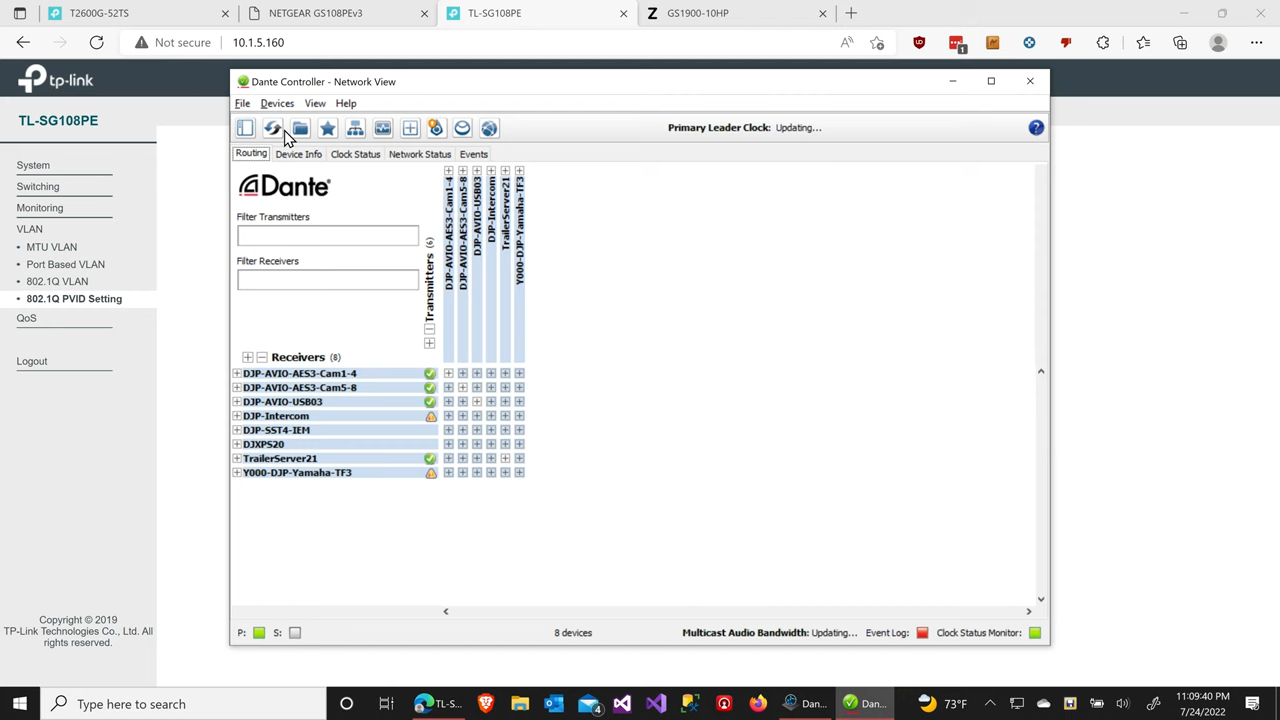 T2600G-52TS
NETGEAR GS108PEv3
TL-SG108PE
Z
GS1900-10HP
Not secure
10.1.5.160
1
tp-link
TL-SG108PE
System
Switching
Monitoring
VLAN
MTU VLAN
Port Based VLAN
802.1Q VLAN
802.1Q PVID Setting
QoS
Logout
Copyright © 2019
TP-Link Technologies Co., Ltd. All
rights reserved.
Dante Controller - Network View
File Devices View Help
Primary Leader Clock: Updating...
Routing Device Info Clock Status Network Status Events
Dante®
Filter Transmitters
Filter Receivers
Transmitters (6)
DJP-AVIO-AES3-Cam1-4
DJP-AVIO-AES3-Cam5-8
DJP-AVIO-USB03
DJP-Intercom
TrailerServer21
Y000-DJP-Yamaha-TF3
Receivers (8)
DJP-AVIO-AES3-Cam1-4
DJP-AVIO-AES3-Cam5-8
DJP-AVIO-USB03
DJP-Intercom
DJP-SST4-IEM
DJXPS20
TrailerServer21
Y000-DJP-Yamaha-TF3
P: S: 8 devices Multicast Audio Bandwidth: Updating... Event Log: Clock Status Monitor:
Type here to search
TL-S...
4
Dan...
Dan...
73°F
11:09:40 PM
7/24/2022